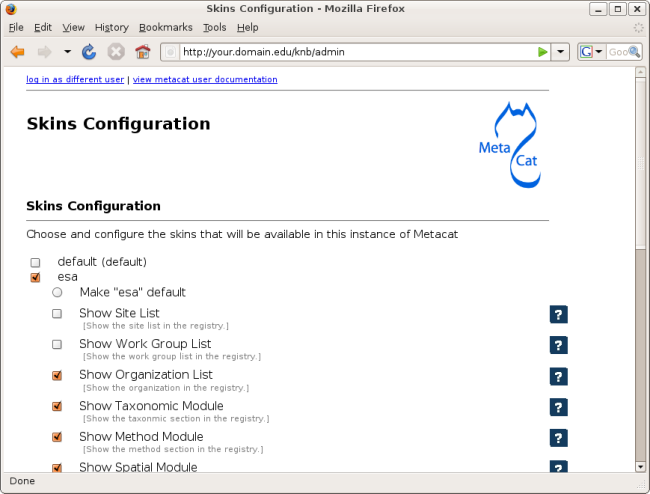 Skins Configuration - Mozilla Firefox
File Edit View History Bookmarks Tools Help
http://your.domain.edu/knb/admin
G Goo
log in as different user | view metacat user documentation
Skins Configuration
Meta
Cat
Skins Configuration
Choose and configure the skins that will be available in this instance of Metacat
default (default)
esa
Make "esa" default
Show Site List ?
[Show the site list in the registry.]
Show Work Group List ?
[Show the work group list in the registry.]
Show Organization List ?
[Show the organization in the registry.]
Show Taxonomic Module ?
[Show the taxonmic section in the registry.]
Show Method Module ?
[Show the method section in the registry.]
Show Spatial Module ?
Done